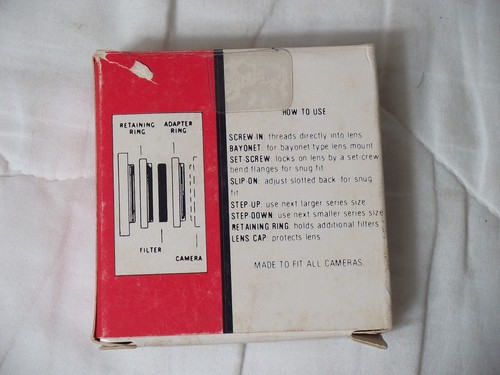 HOW TO USE
RETAINING RING
ADAPTER RING
FILTER
CAMERA
SCREW-IN: threads directly into lens
BAYONET: for bayonet-type lens mount
SET SCREW: locks on lens by a set-crew
bend flanges for snug fit
SLIP-ON: adjust slotted back for snug
fit
STEP-UP: use next larger series size
STEP-DOWN: use next smaller series size
RETAINING RING: holds additional filters
LENS CAP: protects lens
MADE TO FIT ALL CAMERAS.